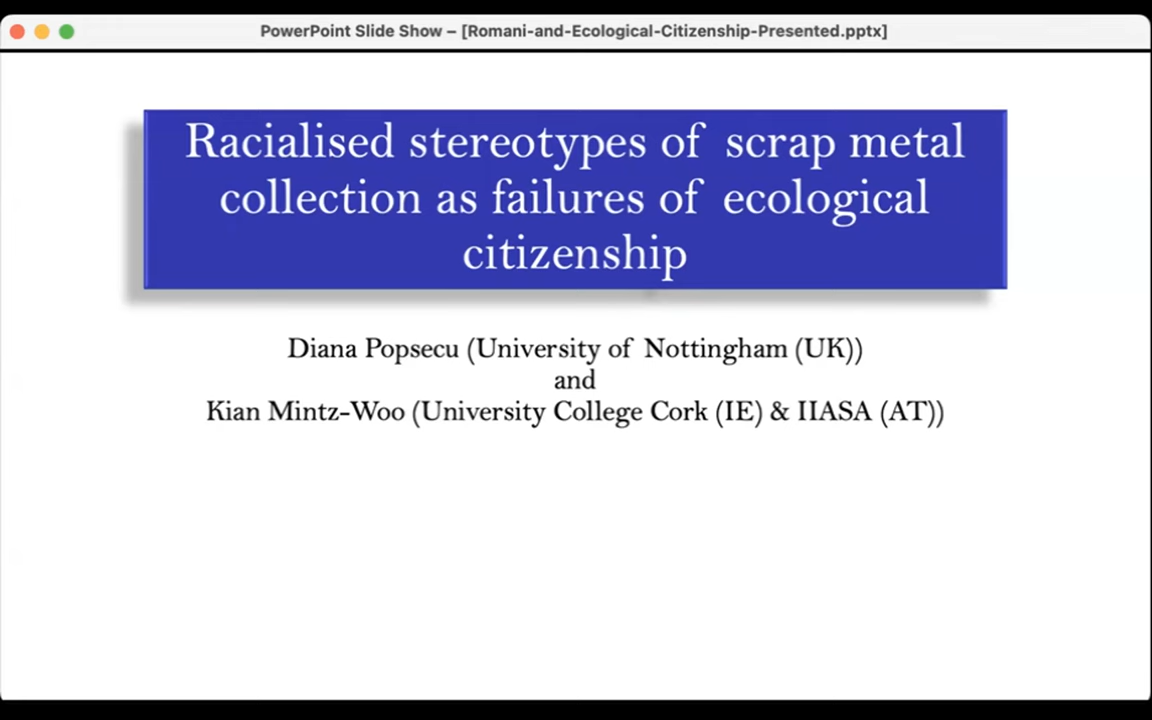 PowerPoint Slide Show – [Romani-and-Ecological-Citizenship-Presented.pptx]
Racialised stereotypes of scrap metal
collection as failures of ecological
citizenship
Diana Popsecu (University of Nottingham (UK))
and
Kian Mintz-Woo (University College Cork (IE) & IIASA (AT))